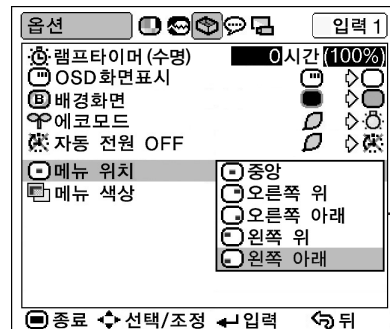 옵션 입력 1
램프타이머 (수명) 0 시간 (100%)
OSD화면표시
B 배경화면
에코모드
자동 전원 OFF
메뉴 위치 중앙
메뉴 색상 오른쪽 위
오른쪽 아래
왼쪽 위
왼쪽 아래
종료 선택/조정 입력 뒤